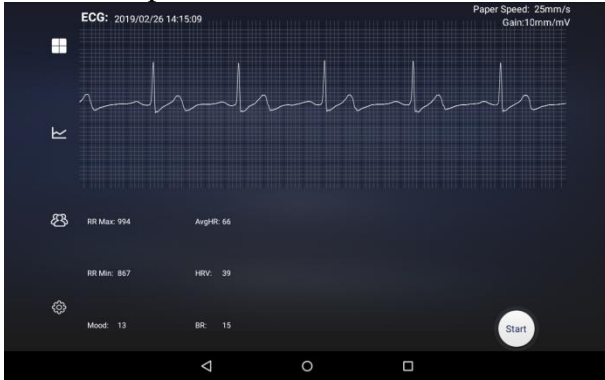 ECG: 2019/02/26 14:15:09
Paper Speed: 25mm/s
Gain:10mm/mV
RR Max: 994 AvgHR: 66
RR Min: 867 HRV: 39
Mood: 13 BR: 15
Start